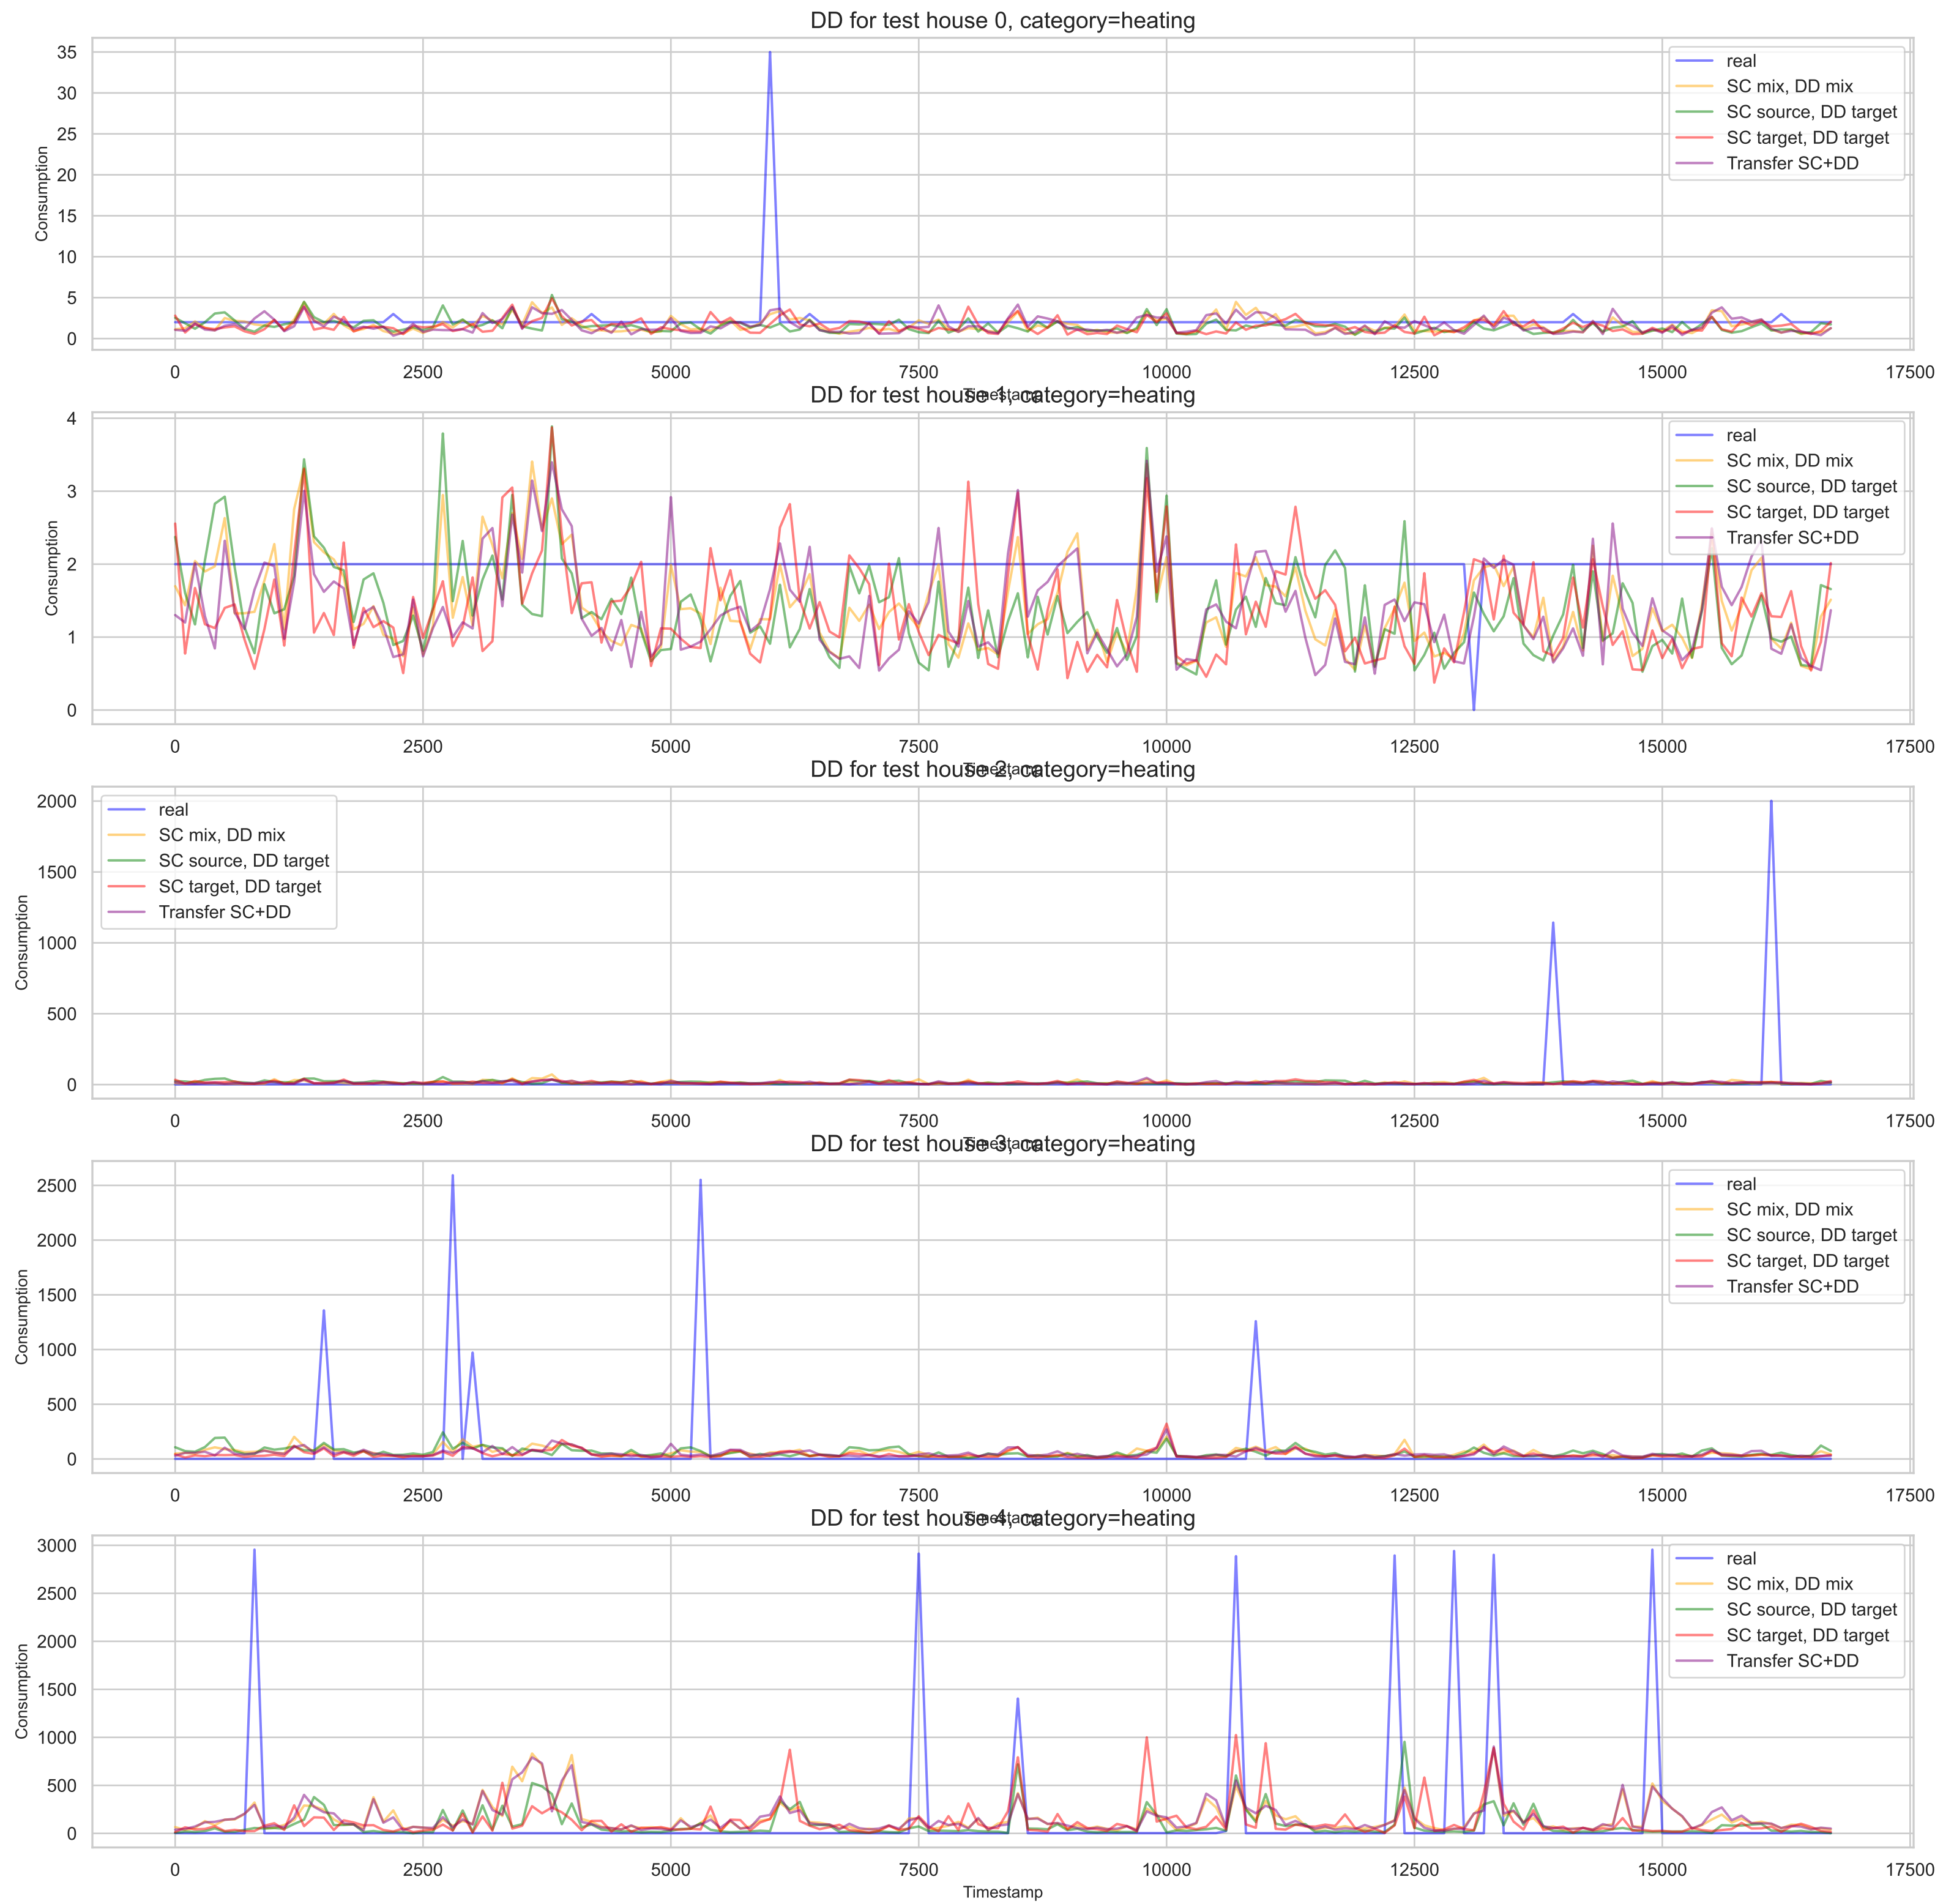 DD for test house 0, category=heating
35
30
25
20
15
10
5
0
Consumption
real
SC mix, DD mix
SC source, DD target
SC target, DD target
Transfer SC+DD
0 2500 5000 7500 10000 12500 15000 17500
Timestamp
DD for test house 1, category=heating
4
3
2
1
0
Consumption
real
SC mix, DD mix
SC source, DD target
SC target, DD target
Transfer SC+DD
0 2500 5000 7500 10000 12500 15000 17500
Timestamp
DD for test house 2, category=heating
2000
1500
1000
500
0
Consumption
real
SC mix, DD mix
SC source, DD target
SC target, DD target
Transfer SC+DD
0 2500 5000 7500 10000 12500 15000 17500
Timestamp
DD for test house 3, category=heating
2500
2000
1500
1000
500
0
Consumption
real
SC mix, DD mix
SC source, DD target
SC target, DD target
Transfer SC+DD
0 2500 5000 7500 10000 12500 15000 17500
Timestamp
DD for test house 4, category=heating
3000
2500
2000
1500
1000
500
0
Consumption
real
SC mix, DD mix
SC source, DD target
SC target, DD target
Transfer SC+DD
0 2500 5000 7500 10000 12500 15000 17500
Timestamp